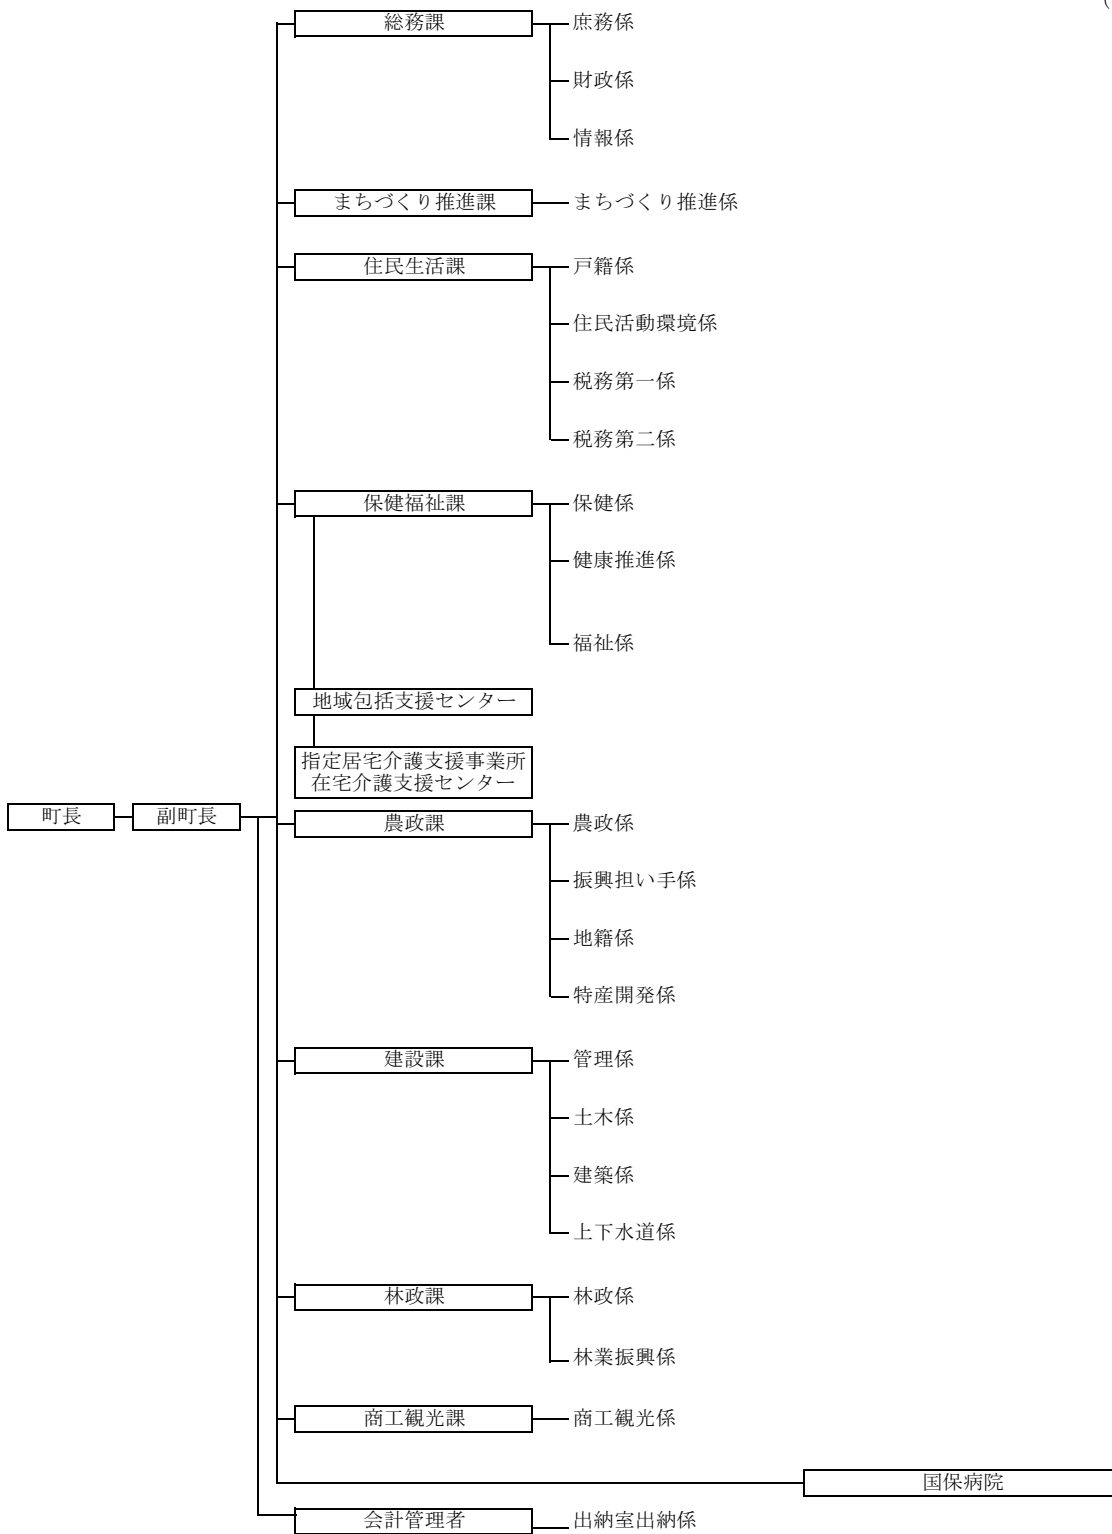 （
総務課
庶務係
財政係
情報係
まちづくり推進課
まちづくり推進係
住民生活課
戸籍係
住民活動環境係
税務第一係
税務第二係
保健福祉課
保健係
健康推進係
福祉係
地域包括支援センター
指定居宅介護支援事業所
在宅介護支援センター
町長
副町長
農政課
農政係
振興担い手係
地籍係
特産開発係
建設課
管理係
土木係
建築係
上下水道係
林政課
林政係
林業振興係
商工観光課
商工観光係
国保病院
会計管理者
出納室出納係